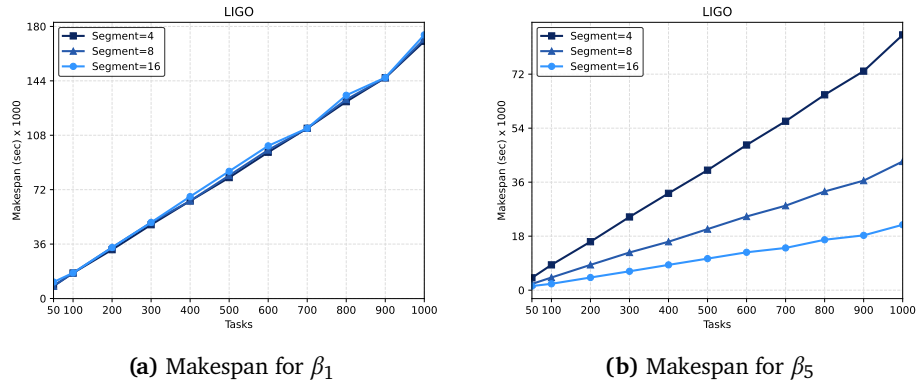 LIGO
180
144
108
72
36
0
Makespan (sec) x 1000
Segment=4
Segment=8
Segment=16
50 100 200 300 400 500 600 700 800 900 1000
Tasks
(a) Makespan for β1
LIGO
72
54
36
18
0
Makespan (sec) x 1000
Segment=4
Segment=8
Segment=16
50 100 200 300 400 500 600 700 800 900 1000
Tasks
(b) Makespan for β5